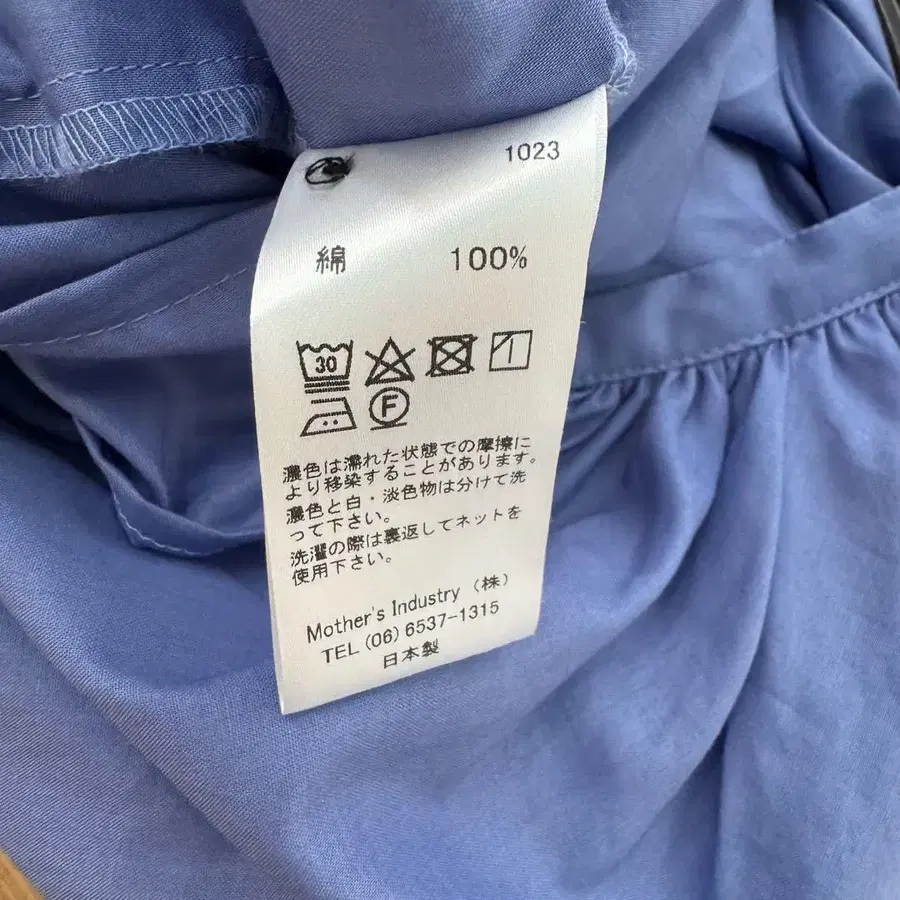 1023
綿 100%
30
F
濃色は濡れた状態での摩擦に
より移染することがあります。
濃色と白・淡色物は分けて洗
って下さい。
洗濯の際は裏返してネットを
使用下さい。
Mother's Industry (株)
TEL (06) 6537-1315
日本製